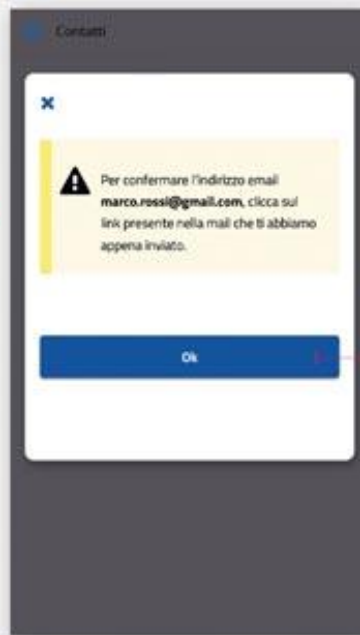 Contatti
Per confermare l'indirizzo email
marco.rossi@gmail.com, clicca sul
link presente nella mail che ti abbiamo
appena inviato.
Ok